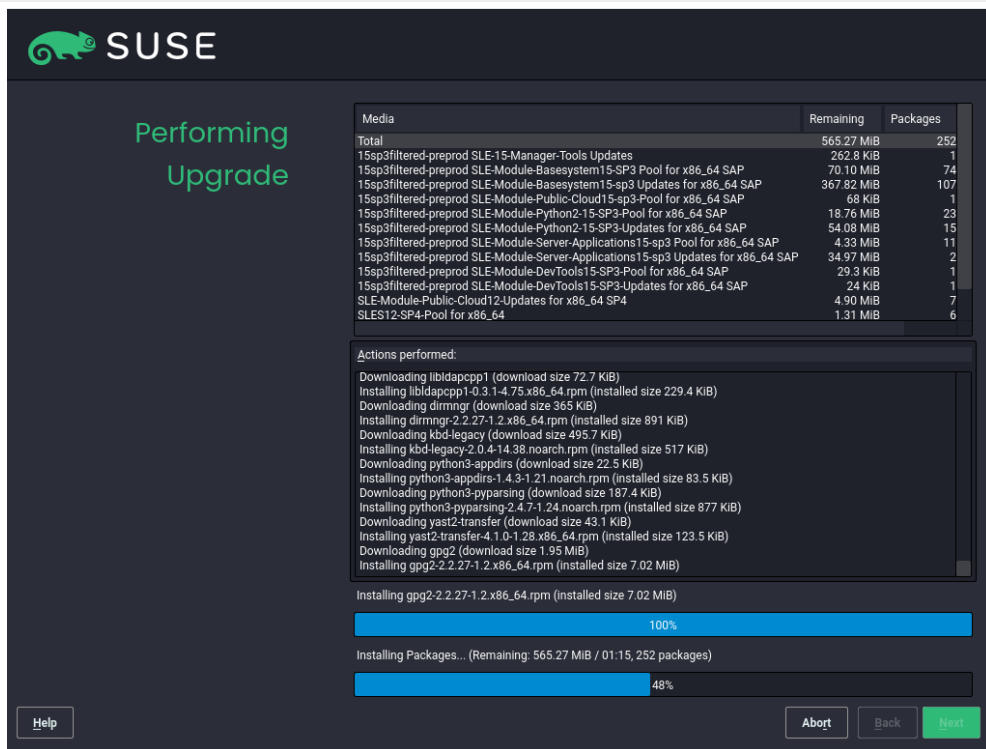 SUSE
Performing
Upgrade
Media Remaining Packages
Total 565.27 MiB 252
15sp3filtered-preprod SLE-15-Manager-Tools Updates 262.8 KiB 1
15sp3filtered-preprod SLE-Module-Basesystem15-SP3 Pool for x86_64 SAP 70.10 MiB 74
15sp3filtered-preprod SLE-Module-Basesystem15-sp3 Updates for x86_64 SAP 367.82 MiB 107
15sp3filtered-preprod SLE-Module-Public-Cloud15-sp3-Pool for x86_64 SAP 68 KiB 1
15sp3filtered-preprod SLE-Module-Python2-15-SP3-Pool for x86_64 SAP 18.76 MiB 23
15sp3filtered-preprod SLE-Module-Python2-15-SP3-Updates for x86_64 SAP 54.08 MiB 15
15sp3filtered-preprod SLE-Module-Server-Applications15-sp3 Pool for x86_64 SAP 4.33 MiB 11
15sp3filtered-preprod SLE-Module-Server-Applications15-sp3 Updates for x86_64 SAP 34.97 MiB 2
15sp3filtered-preprod SLE-Module-DevTools15-SP3-Pool for x86_64 SAP 29.3 KiB 1
15sp3filtered-preprod SLE-Module-DevTools15-SP3-Updates for x86_64 SAP 24 KiB 1
SLE-Module-Public-Cloud12-Updates for x86_64 SP4 4.90 MiB 7
SLES12-SP4-Pool for x86_64 1.31 MiB 6
Actions performed:
Downloading libldapcpp1 (download size 72.7 KiB)
Installing libldapcpp1-0.3.1-4.75.x86_64.rpm (installed size 229.4 KiB)
Downloading dirmngr (download size 365 KiB)
Installing dirmngr-2.2.27-1.2.x86_64.rpm (installed size 891 KiB)
Downloading kbd-legacy (download size 495.7 KiB)
Installing kbd-legacy-2.0.4-14.38.noarch.rpm (installed size 517 KiB)
Downloading python3-appdirs (download size 22.5 KiB)
Installing python3-appdirs-1.4.3-1.21.noarch.rpm (installed size 83.5 KiB)
Downloading python3-pyparsing (download size 187.4 KiB)
Installing python3-pyparsing-2.4.7-1.24.noarch.rpm (installed size 877 KiB)
Downloading yast2-transfer (download size 43.1 KiB)
Installing yast2-transfer-4.1.0-1.28.x86_64.rpm (installed size 123.5 KiB)
Downloading gpg2 (download size 1.95 MiB)
Installing gpg2-2.2.27-1.2.x86_64.rpm (installed size 7.02 MiB)
Installing gpg2-2.2.27-1.2.x86_64.rpm (installed size 7.02 MiB)
100%
Installing Packages... (Remaining: 565.27 MiB / 01:15, 252 packages)
48%
Help Abort Back Next